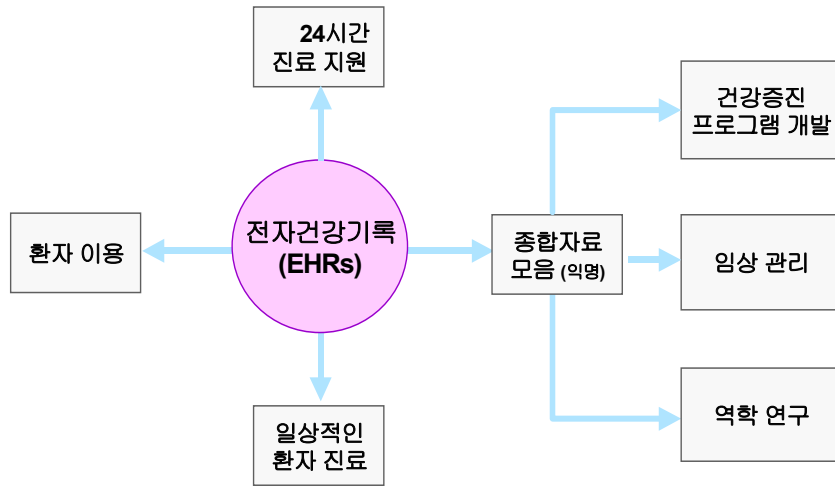 24시간
진료 지원
환자 이용
전자건강기록
(EHRs)
일상적인
환자 진료
종합자료
모음 (익명)
건강증진
프로그램 개발
임상 관리
역학 연구